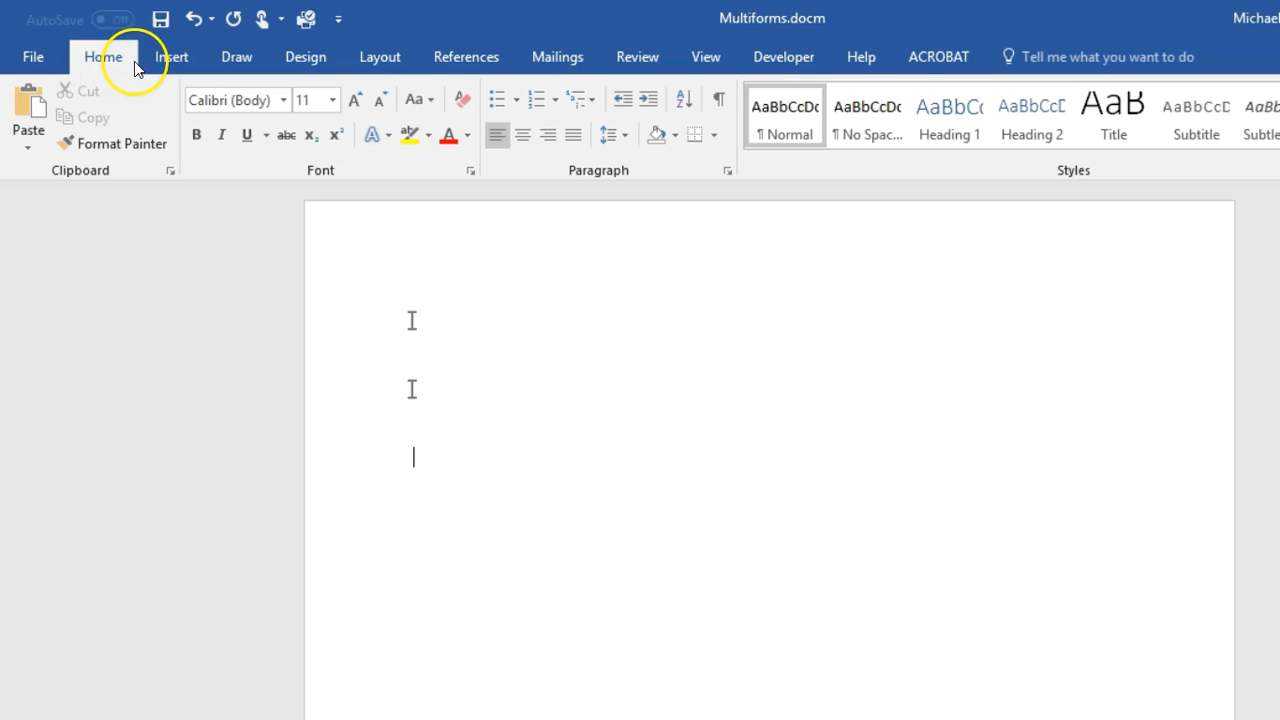 AutoSave Off Multiforms.docm Michael
File Home Insert Draw Design Layout References Mailings Review View Developer Help ACROBAT Tell me what you want to do
Cut
Copy
Format Painter
Paste
Clipboard
Calibri (Body) 11 Aa
B I U abc x₂ x² A A
Font
Paragraph
AaBbCcDc AaBbCcDc AaBbCc AaBbCcE AaB AaBbCcD AaBb
¶ Normal ¶ No Spac... Heading 1 Heading 2 Title Subtitle Subtle
Styles